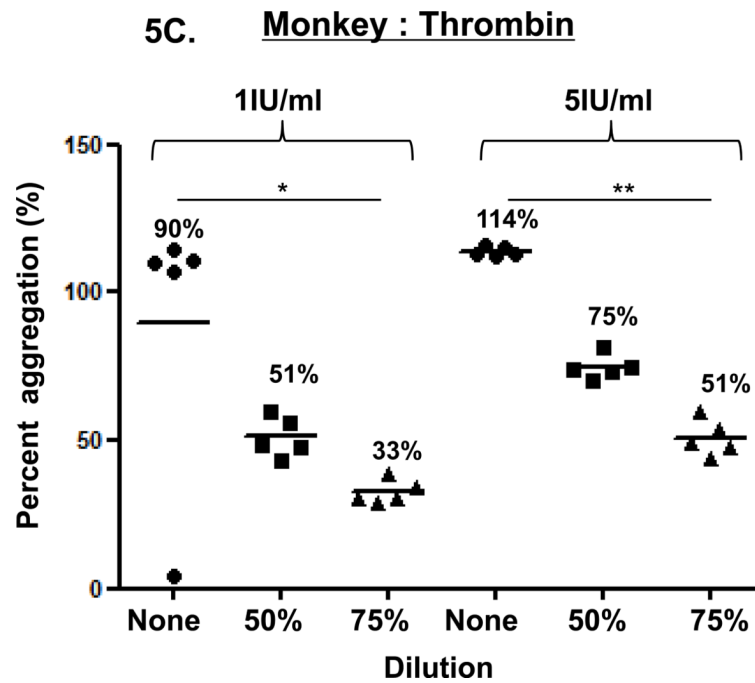 5C. Monkey : Thrombin
1IU/ml 5IU/ml
150
* **
90% 114%
100
75%
51% 51%
50
33%
0
None 50% 75% None 50% 75%
Dilution
Percent aggregation (%)